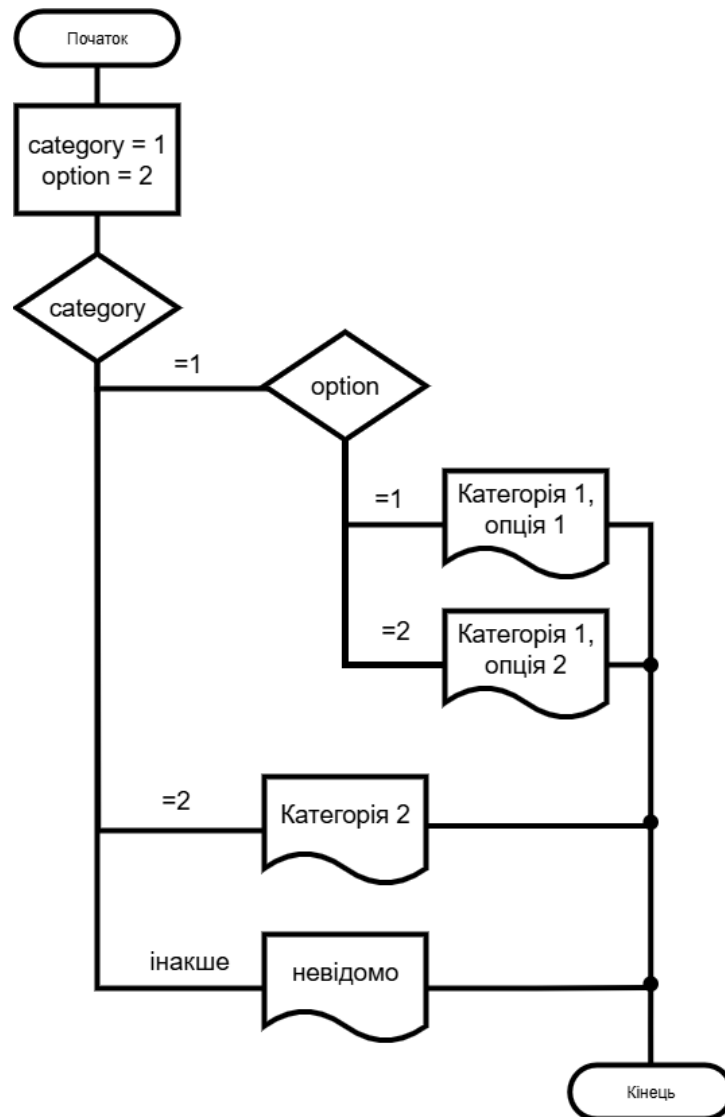 Початок
category = 1
option = 2
category
=1
option
=1
Категорія 1,
опція 1
=2
Категорія 1,
опція 2
=2
Категорія 2
інакше
невідомо
Кінець